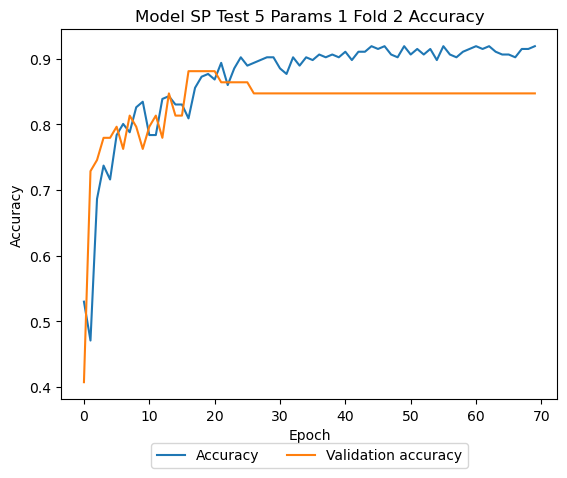 Model SP Test 5 Params 1 Fold 2 Accuracy
0.9
0.8
0.7
0.6
0.5
0.4
Accuracy
0 10 20 30 40 50 60 70
Epoch
Accuracy Validation accuracy